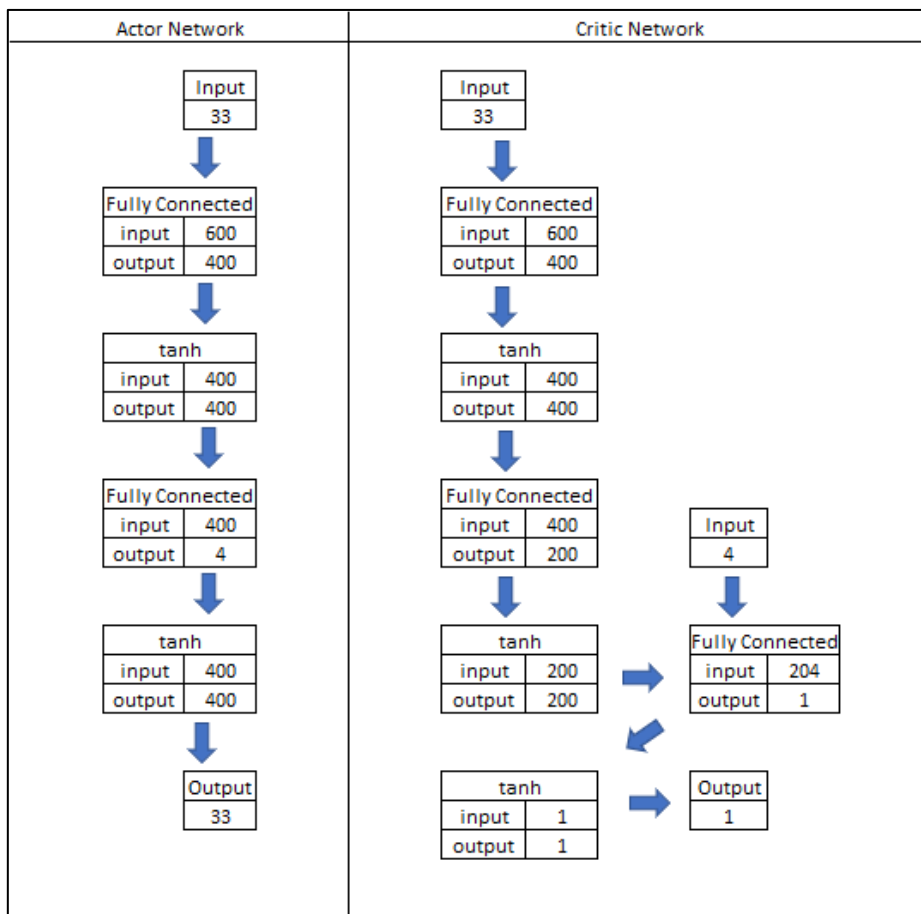 Actor Network
Input
33
Fully Connected
input 600
output 400
tanh
input 400
output 400
Fully Connected
input 400
output 4
tanh
input 400
output 400
Output
33
Critic Network
Input
33
Fully Connected
input 600
output 400
tanh
input 400
output 400
Fully Connected
input 400
output 200
tanh
input 200
output 200
Input
4
Fully Connected
input 204
output 1
tanh
input 1
output 1
Output
1